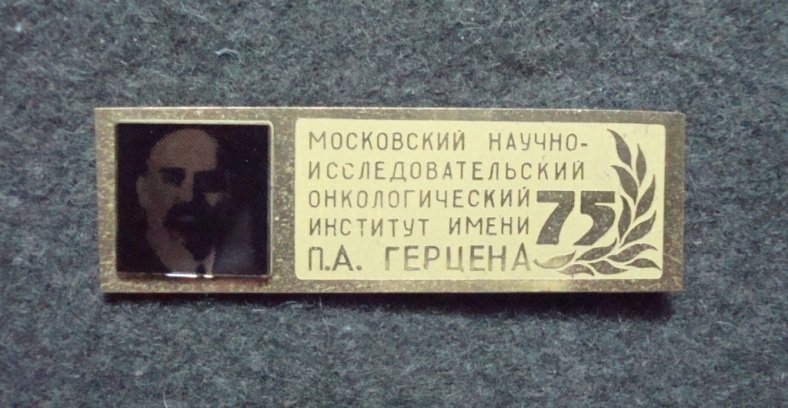 МОСКОВСКИЙ НАУЧНО-
ИССЛЕДОВАТЕЛЬСКИЙ
ОНКОЛОГИЧЕСКИЙ
ИНСТИТУТ ИМЕНИ
П.А. ГЕРЦЕНА
75